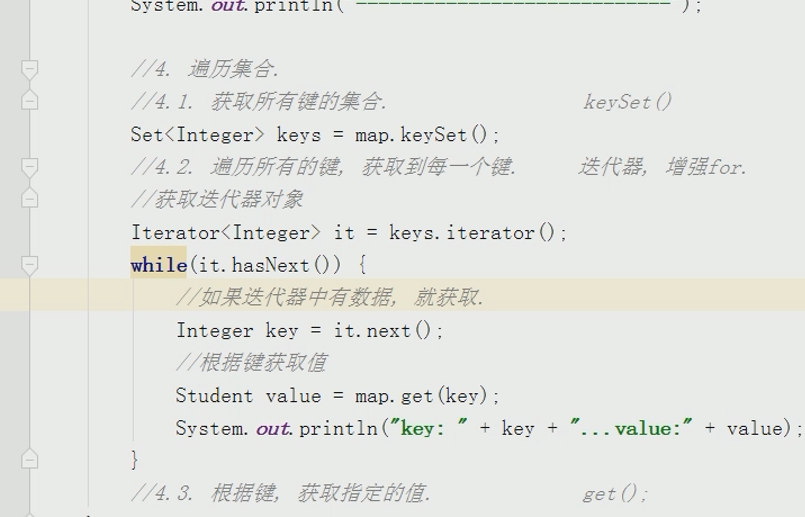 System.out.println("----------------------------");
//4. 遍历集合.
//4.1. 获取所有键的集合. keySet()
Set<Integer> keys = map.keySet();
//4.2. 遍历所有的键, 获取到每一个键. 迭代器, 增强for.
//获取迭代器对象
Iterator<Integer> it = keys.iterator();
while(it.hasNext()) {
//如果迭代器中有数据, 就获取.
Integer key = it.next();
//根据键获取值
Student value = map.get(key);
System.out.println("key: " + key + "...value:" + value);
}
//4.3. 根据键, 获取指定的值. get();